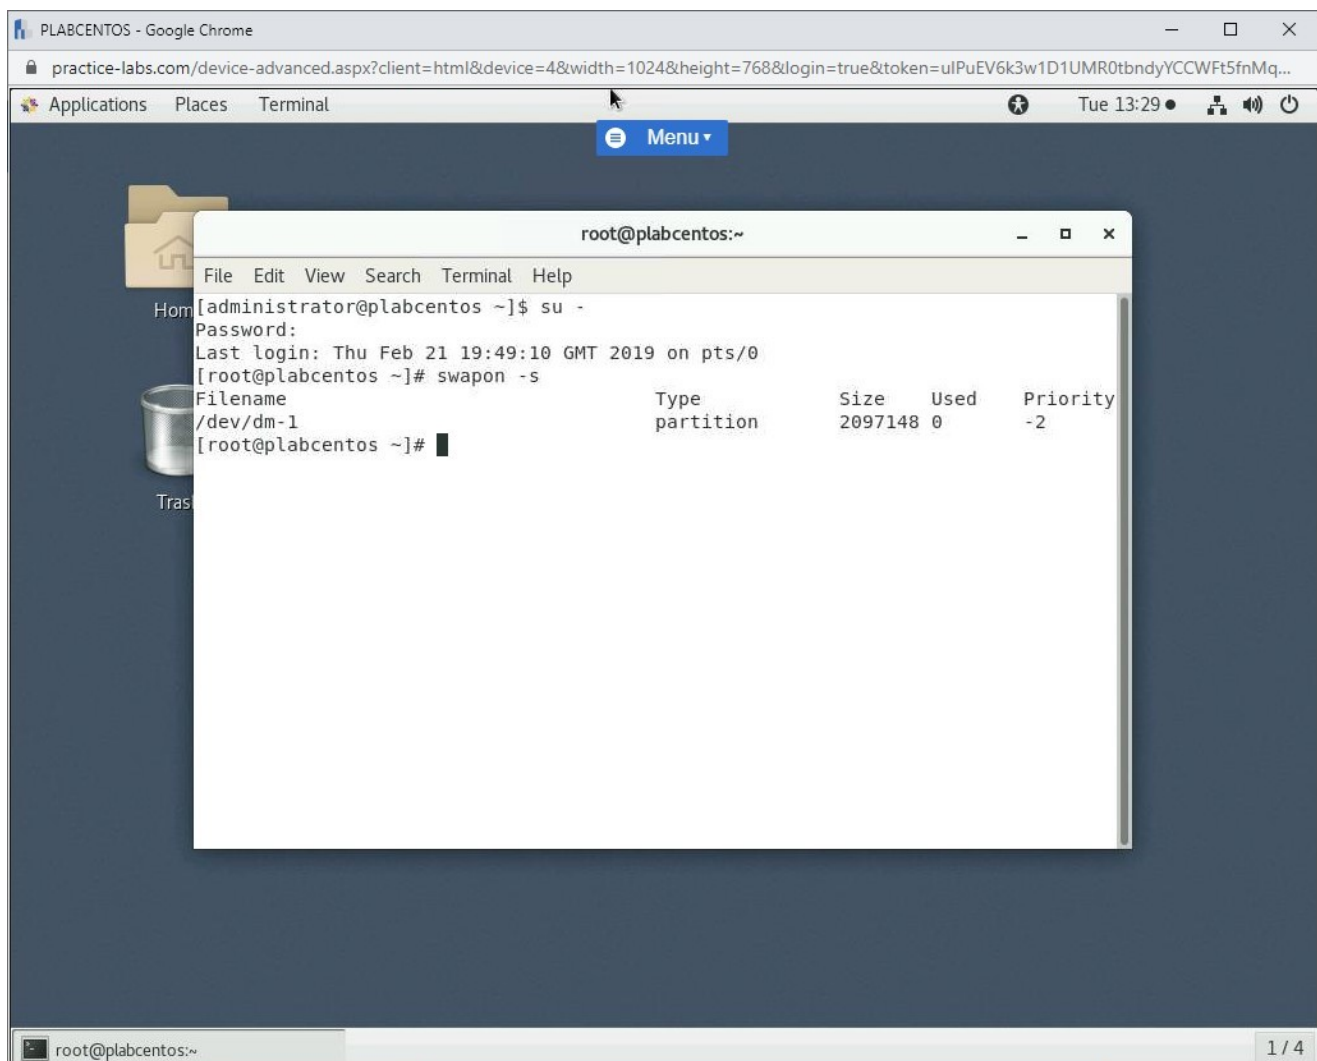 PLABCENTOS - Google Chrome
practice-labs.com/device-advanced.aspx?client=html&device=4&width=1024&height=768&login=true&token=ulPuEV6k3w1D1UMR0tbndyYCCWFt5fnMq...
Applications Places Terminal Tue 13:29
Menu
root@plabcentos:~
File Edit View Search Terminal Help
[administrator@plabcentos ~]$ su -
Hom
Password:
Last login: Thu Feb 21 19:49:10 GMT 2019 on pts/0
[root@plabcentos ~]# swapon -s
Filename Type Size Used Priority
/dev/dm-1 partition 2097148 0 -2
[root@plabcentos ~]#
Tras
root@plabcentos:~ 1 / 4